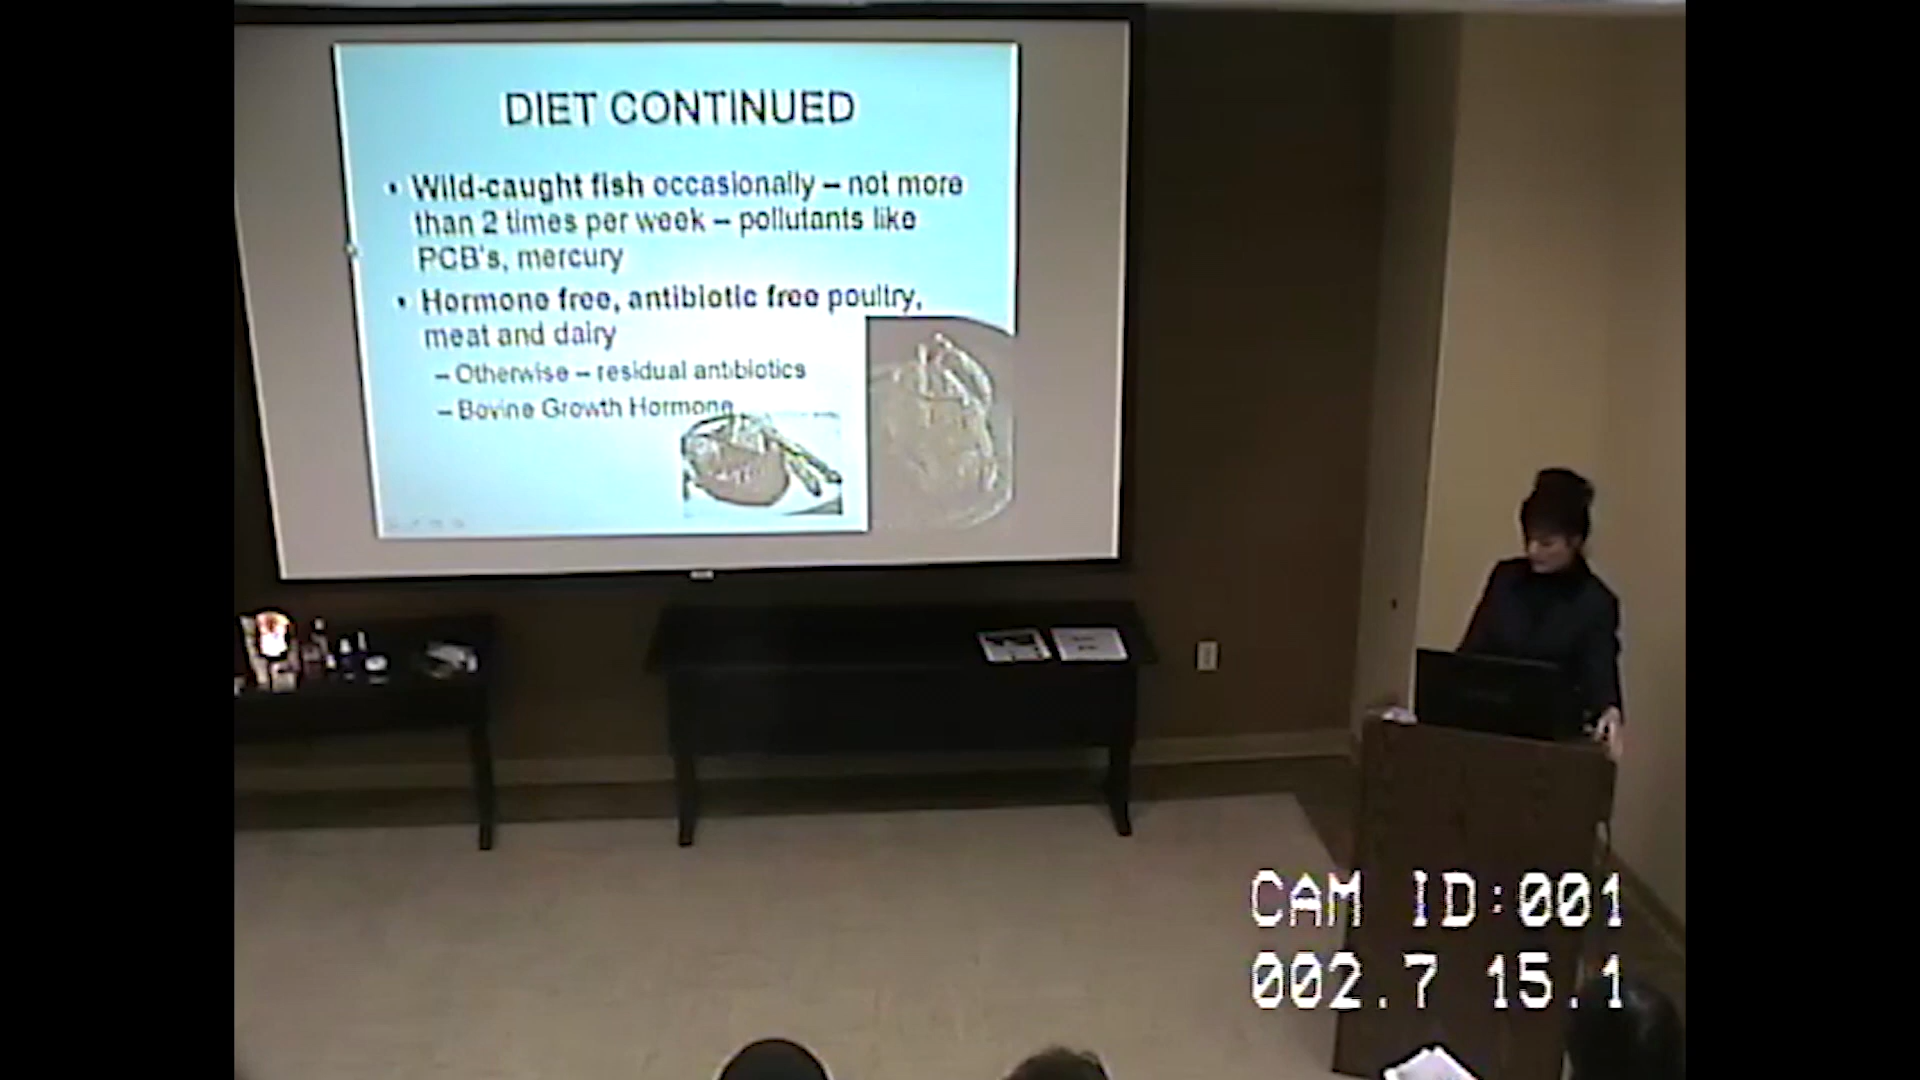 DIET CONTINUED
• Wild-caught fish occasionally – not more
than 2 times per week – pollutants like
PCB's, mercury
• Hormone free, antibiotic free poultry,
meat and dairy
– Otherwise – residual antibiotics
– Bovine Growth Hormone
CAM ID:001
002.7 15.1